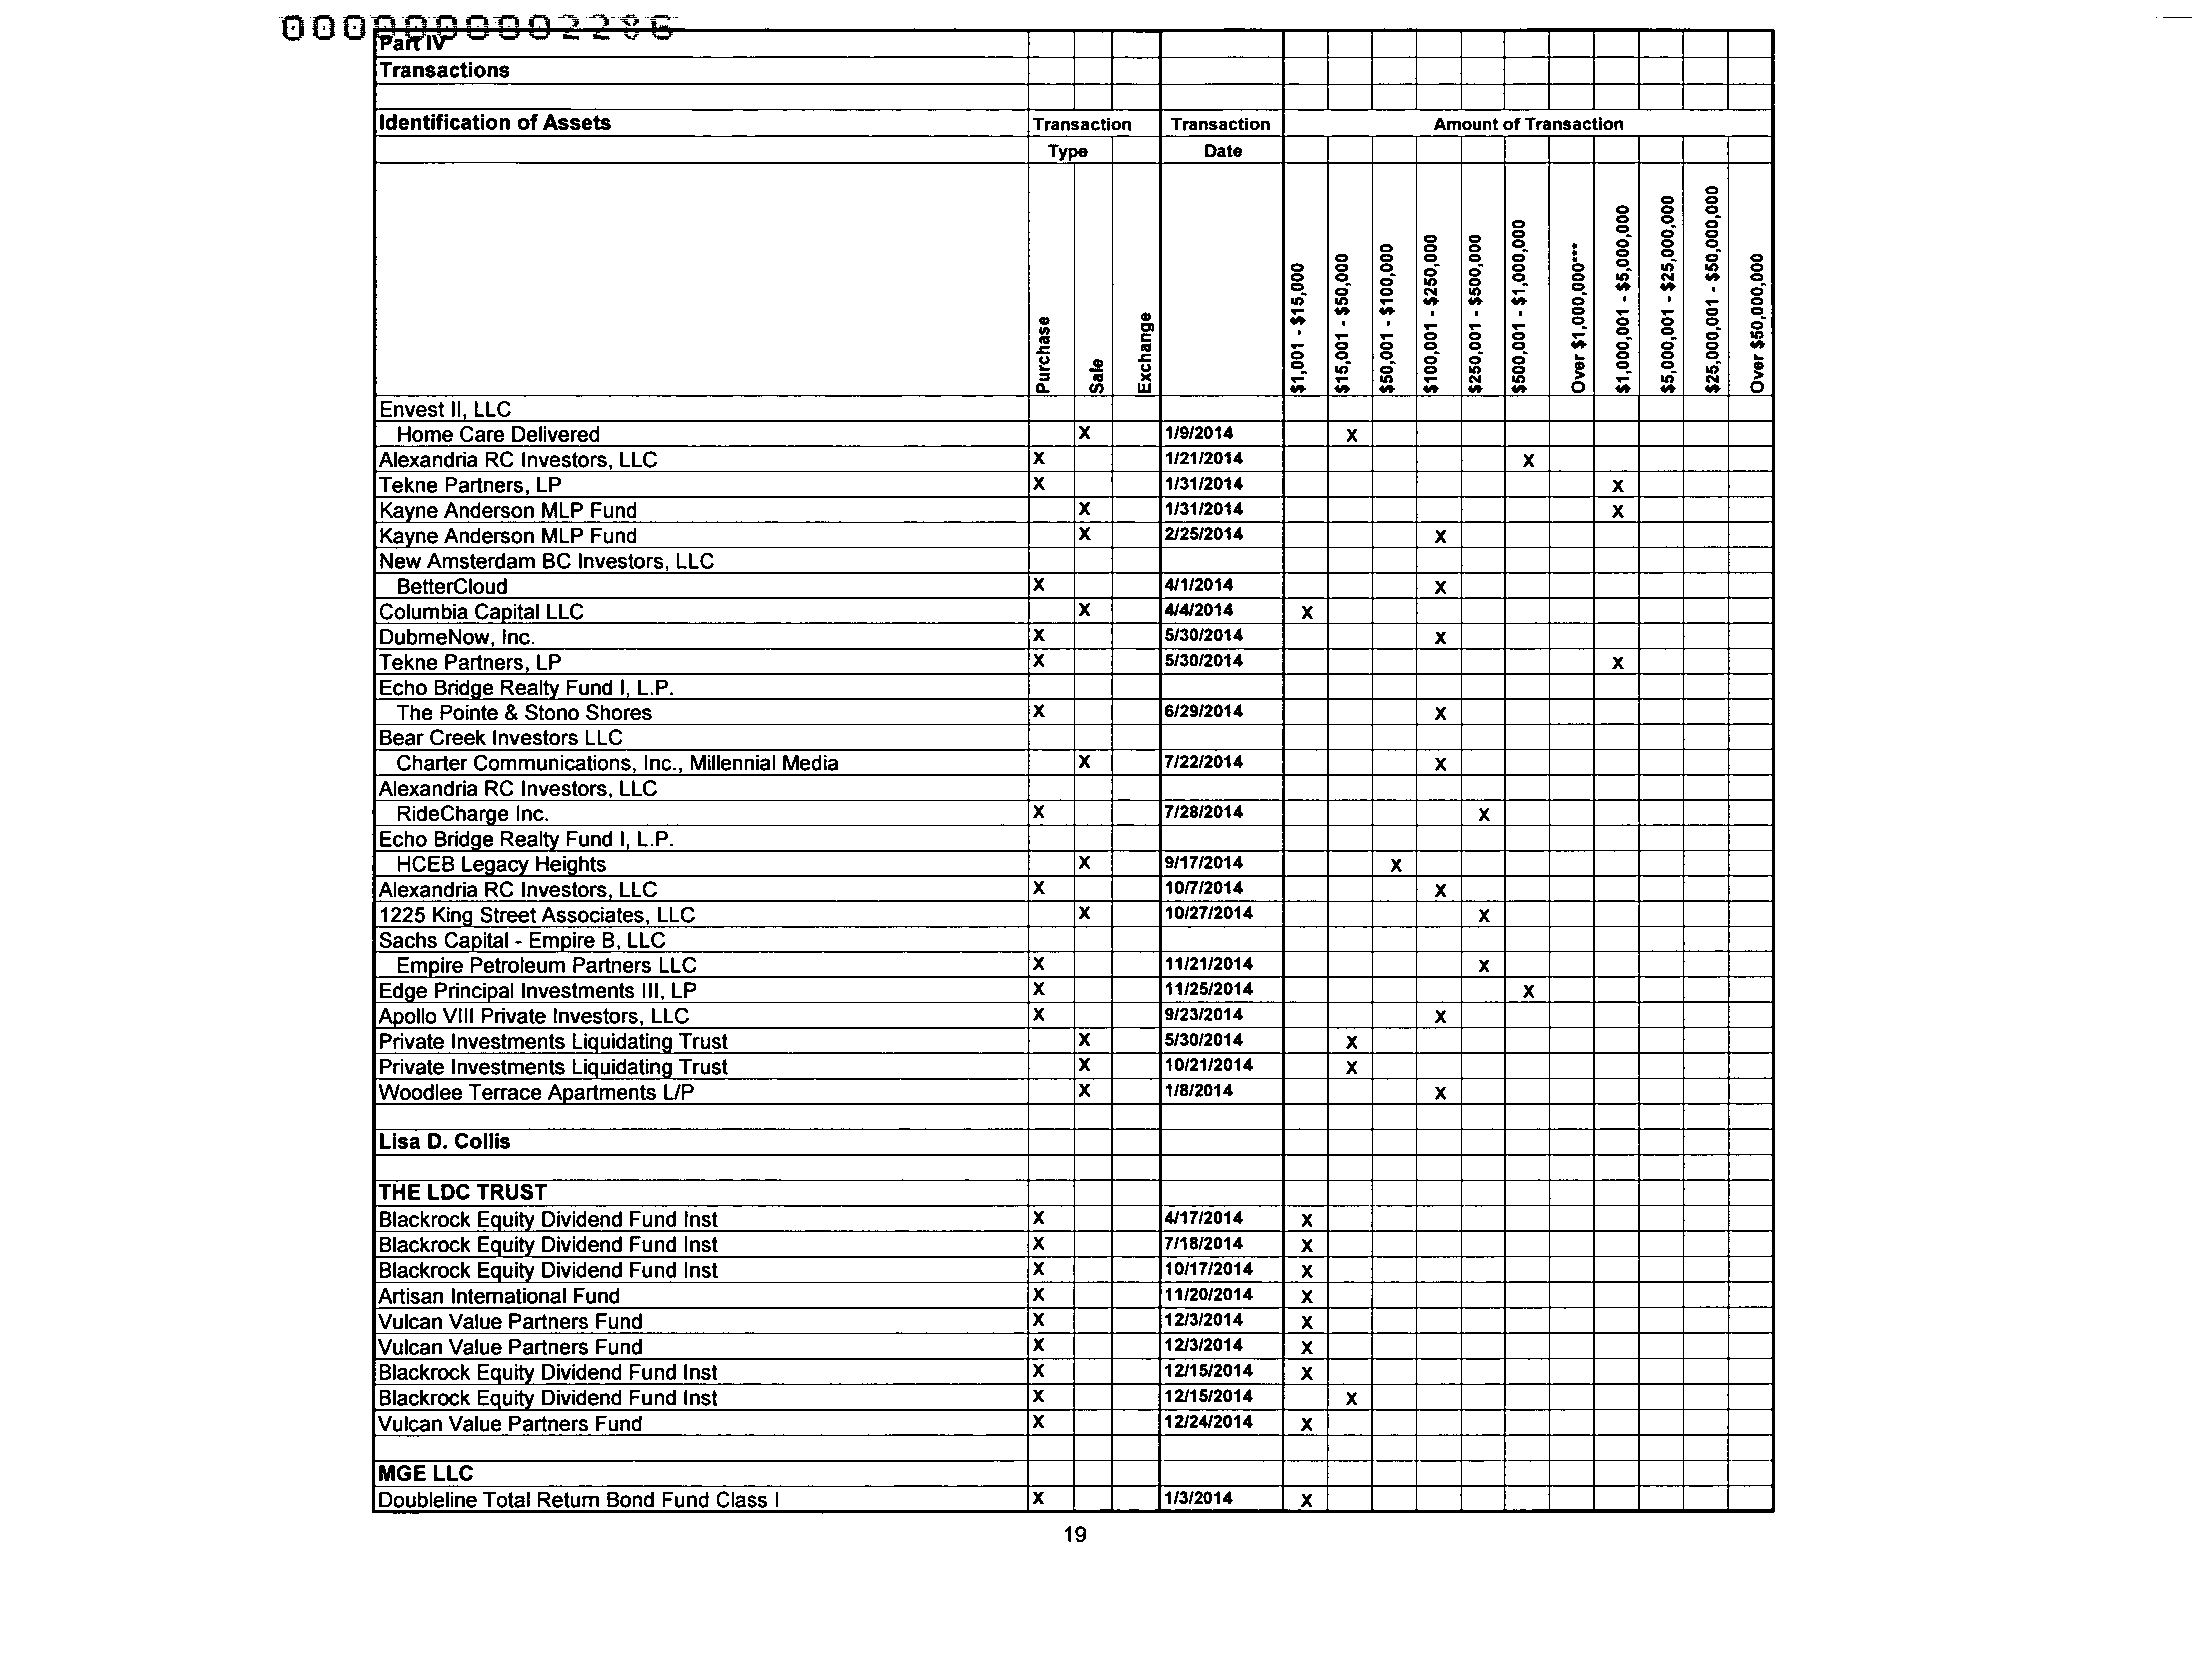 0000000002286
Part IV
Transactions
Identification of Assets Transaction Transaction Amount of Transaction
Type Date
Purchase Sale Exchange $1,001 - $15,000 $15,001 - $50,000 $50,001 - $100,000 $100,001 - $250,000 $250,001 - $500,000 $500,001 - $1,000,000 Over $1,000,000*** $1,000,001 - $5,000,000 $5,000,001 - $25,000,000 $25,000,001 - $50,000,000 Over $50,000,000
Envest II, LLC
Home Care Delivered X 1/9/2014 X
Alexandria RC Investors, LLC X 1/21/2014 X
Tekne Partners, LP X 1/31/2014 X
Kayne Anderson MLP Fund X 1/31/2014 X
Kayne Anderson MLP Fund X 2/25/2014 X
New Amsterdam BC Investors, LLC
BetterCloud X 4/1/2014 X
Columbia Capital LLC X 4/4/2014 X
DubmeNow, Inc. X 5/30/2014 X
Tekne Partners, LP X 5/30/2014 X
Echo Bridge Realty Fund I, L.P.
The Pointe & Stono Shores X 6/29/2014 X
Bear Creek Investors LLC
Charter Communications, Inc., Millennial Media X 7/22/2014 X
Alexandria RC Investors, LLC
RideCharge Inc. X 7/28/2014 X
Echo Bridge Realty Fund I, L.P.
HCEB Legacy Heights X 9/17/2014 X
Alexandria RC Investors, LLC X 10/7/2014 X
1225 King Street Associates, LLC X 10/27/2014 X
Sachs Capital - Empire B, LLC
Empire Petroleum Partners LLC X 11/21/2014 X
Edge Principal Investments III, LP X 11/25/2014 X
Apollo VIII Private Investors, LLC X 9/23/2014 X
Private Investments Liquidating Trust X 5/30/2014 X
Private Investments Liquidating Trust X 10/21/2014 X
Woodlee Terrace Apartments L/P X 1/8/2014 X
Lisa D. Collis
THE LDC TRUST
Blackrock Equity Dividend Fund Inst X 4/17/2014 X
Blackrock Equity Dividend Fund Inst X 7/18/2014 X
Blackrock Equity Dividend Fund Inst X 10/17/2014 X
Artisan International Fund X 11/20/2014 X
Vulcan Value Partners Fund X 12/3/2014 X
Vulcan Value Partners Fund X 12/3/2014 X
Blackrock Equity Dividend Fund Inst X 12/15/2014 X
Blackrock Equity Dividend Fund Inst X 12/15/2014 X
Vulcan Value Partners Fund X 12/24/2014 X
MGE LLC
Doubleline Total Return Bond Fund Class I X 1/3/2014 X
19